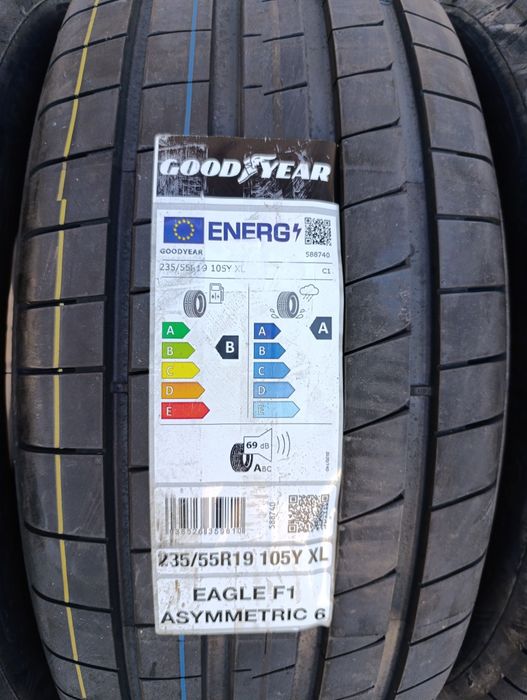 GOODYEAR
ENERG
GOODYEAR
588740
235/55R19 105Y XL
C1
A
B
C
D
E
B
A
B
C
D
E
A
69 dB
ABC
588740
235/55R19 105Y XL
EAGLE F1
ASYMMETRIC 6